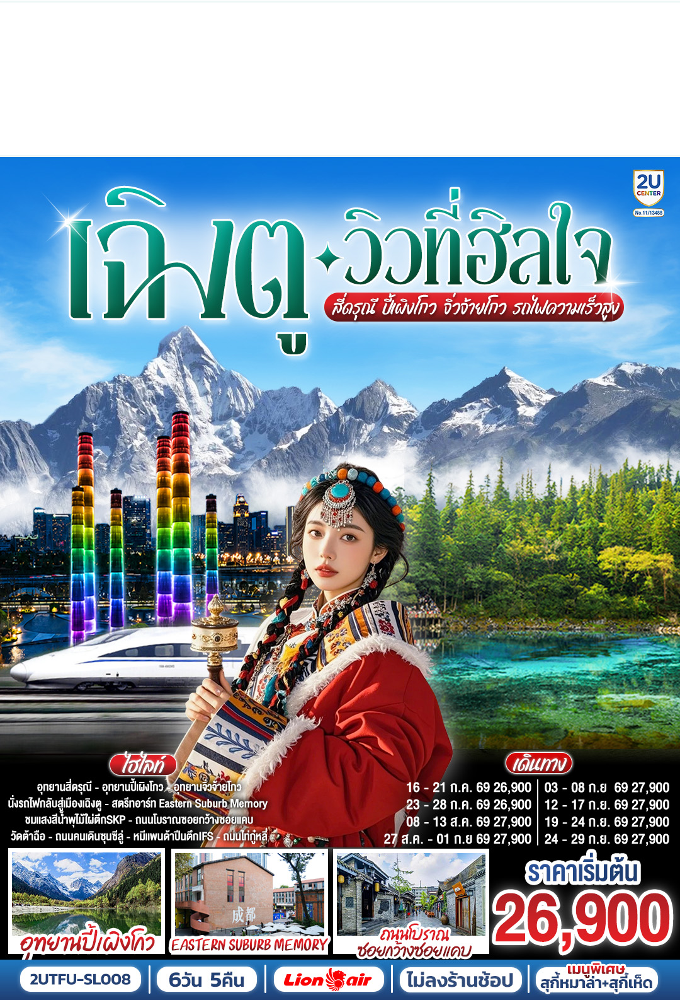 2U
CENTER
No.11/13488
เฉิงตู วิวที่ฮีลใจ
สี่ดรุณี ปี้เผิงโกว จิ่วจ้ายโกว รถไฟความเร็วสูง
ไฮไลท์
อุทยานสี่ดรุณี - อุทยานปี้เผิงโกว - อุทยานจิ่วจ้ายโกว
นั่งรถไฟกลับสู่เมืองเฉิงตู - สตรีทอาร์ท Eastern Suburb Memory
ชมแสงสีน้ำพุไม้ไผ่ตึกSKP - ถนนโบราณซอยกว้างซอยแคบ
วัดต้าฉือ - ถนนคนเดินชุนซีลู่ - หมีแพนด้าปีนตึกIFS - ถนนไท่กู๋หลี่
เดินทาง
16 - 21 ก.ค. 69 26,900
23 - 28 ก.ค. 69 26,900
08 - 13 ส.ค. 69 27,900
27 ส.ค. - 01 ก.ย 69 27,900
03 - 08 ก.ย 69 27,900
12 - 17 ก.ย. 69 27,900
19 - 24 ก.ย. 69 27,900
24 - 29 ก.ย. 69 27,900
成都
อุทยานปี้เผิงโกว
EASTERN SUBURB MEMORY
ถนนโบราณ
ซอยกว้างซอยแคบ
ราคาเริ่มต้น
26,900
2UTFU-SL008
6วัน 5คืน
Lion air
ไม่ลงร้านช้อป
เมนูพิเศษ
สุกี้หมาล่า+สุกี้เห็ด